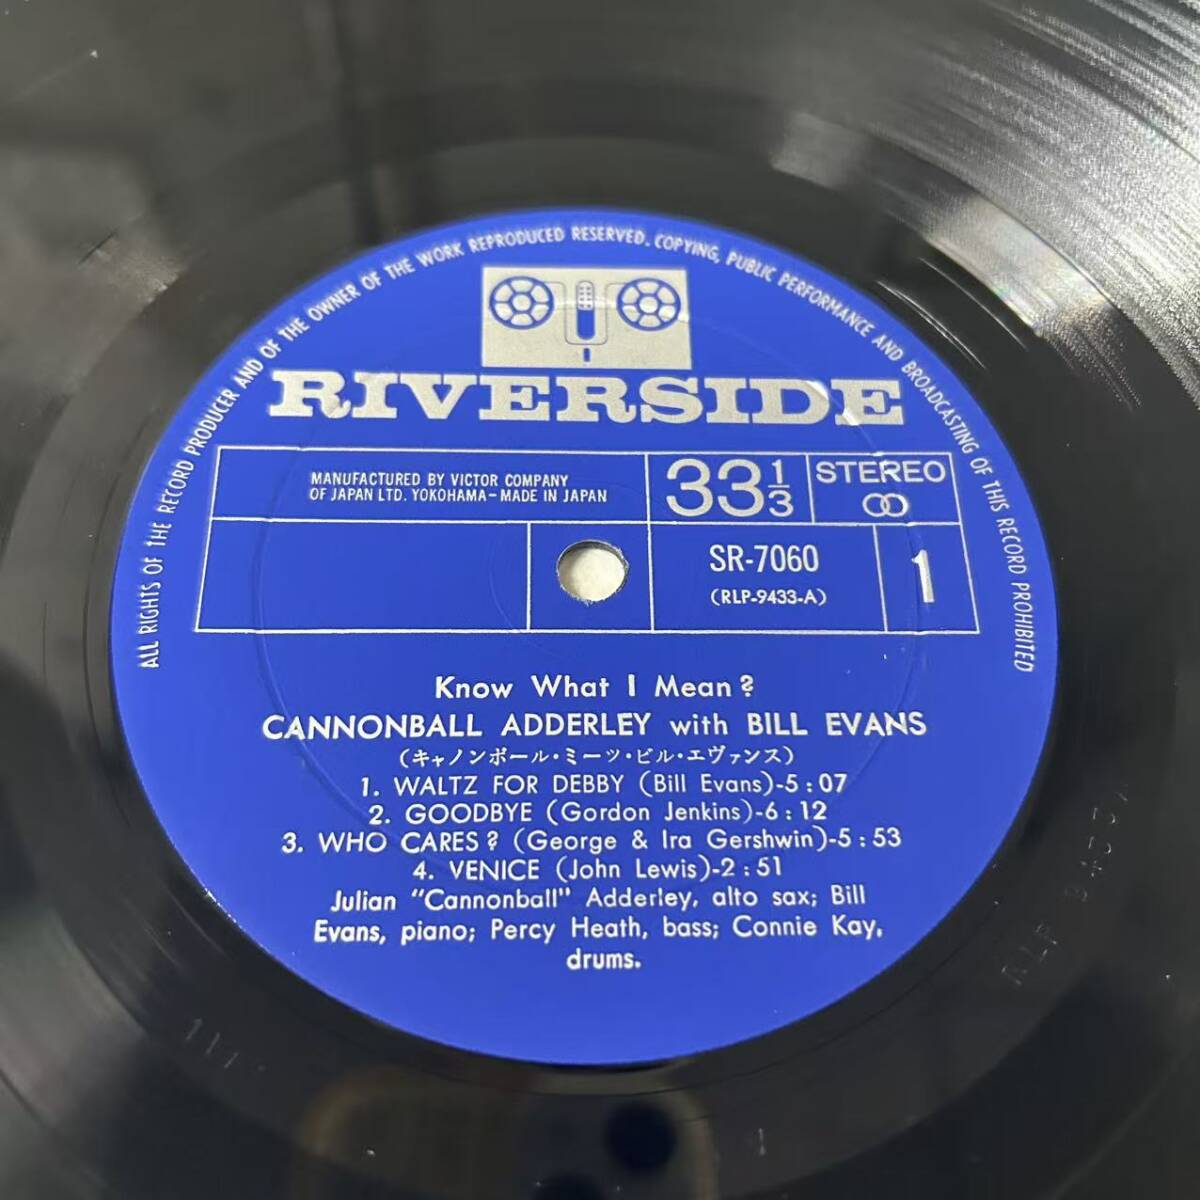 ALL RIGHTS OF THE RECORD PRODUCER AND OF THE OWNER OF THE WORK REPRODUCED RESERVED. COPYING, PUBLIC PERFORMANCE AND BROADCASTING OF THIS RECORD PROHIBITED
RIVERSIDE
MANUFACTURED BY VICTOR COMPANY
OF JAPAN LTD. YOKOHAMA-MADE IN JAPAN
33 1/3
STEREO
SR-7060
(RLP-9433-A)
1
Know What I Mean?
CANNONBALL ADDERLEY with BILL EVANS
(キャノンボール・ミーツ・ビル・エヴァンス)
1. WALTZ FOR DEBBY (Bill Evans)-5:07
2. GOODBYE (Gordon Jenkins)-6:12
3. WHO CARES? (George & Ira Gershwin)-5:53
4. VENICE (John Lewis)-2:51
Julian "Cannonball" Adderley, alto sax; Bill
Evans, piano; Percy Heath, bass; Connie Kay,
drums.
111
1